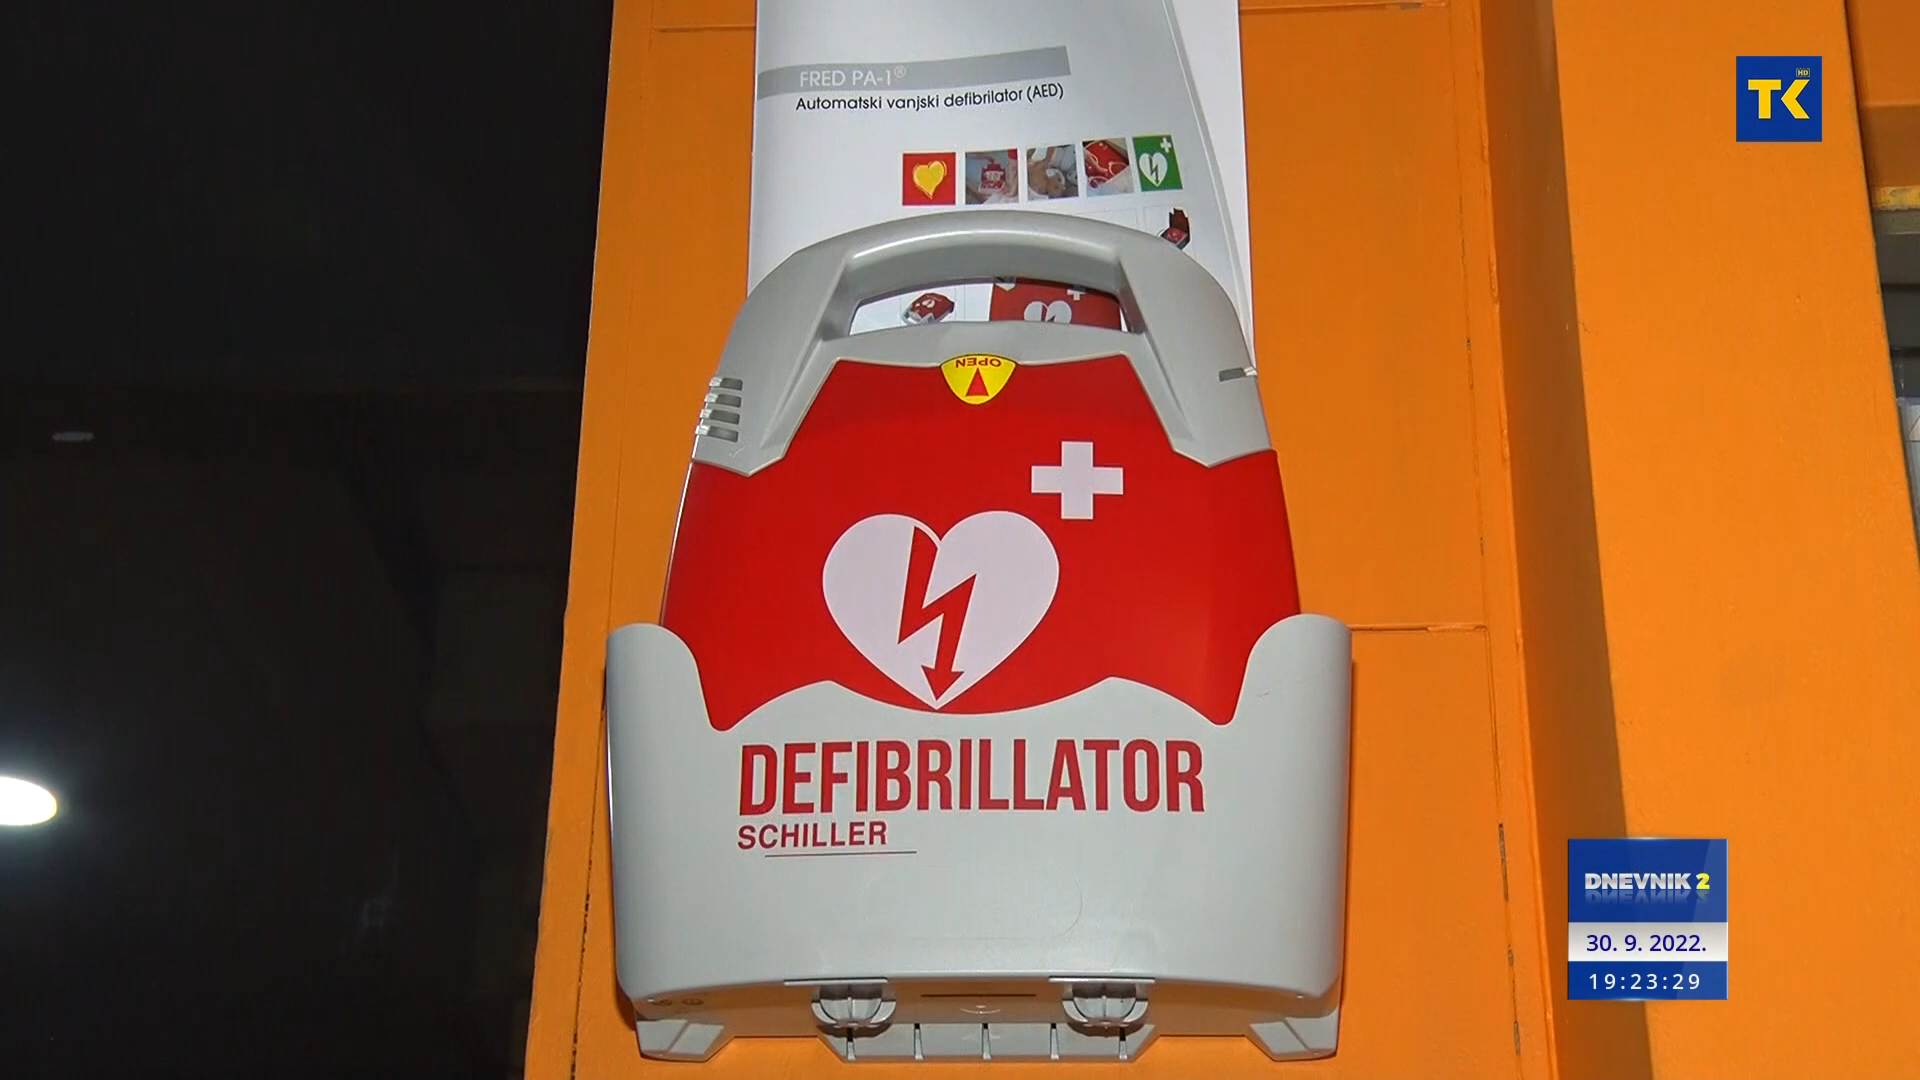 FRED PA-1®
Automatski vanjski defibrilator (AED)
TK HD
OPEN
DEFIBRILLATOR
SCHILLER
DNEVNIK 2
30. 9. 2022.
19:23:29